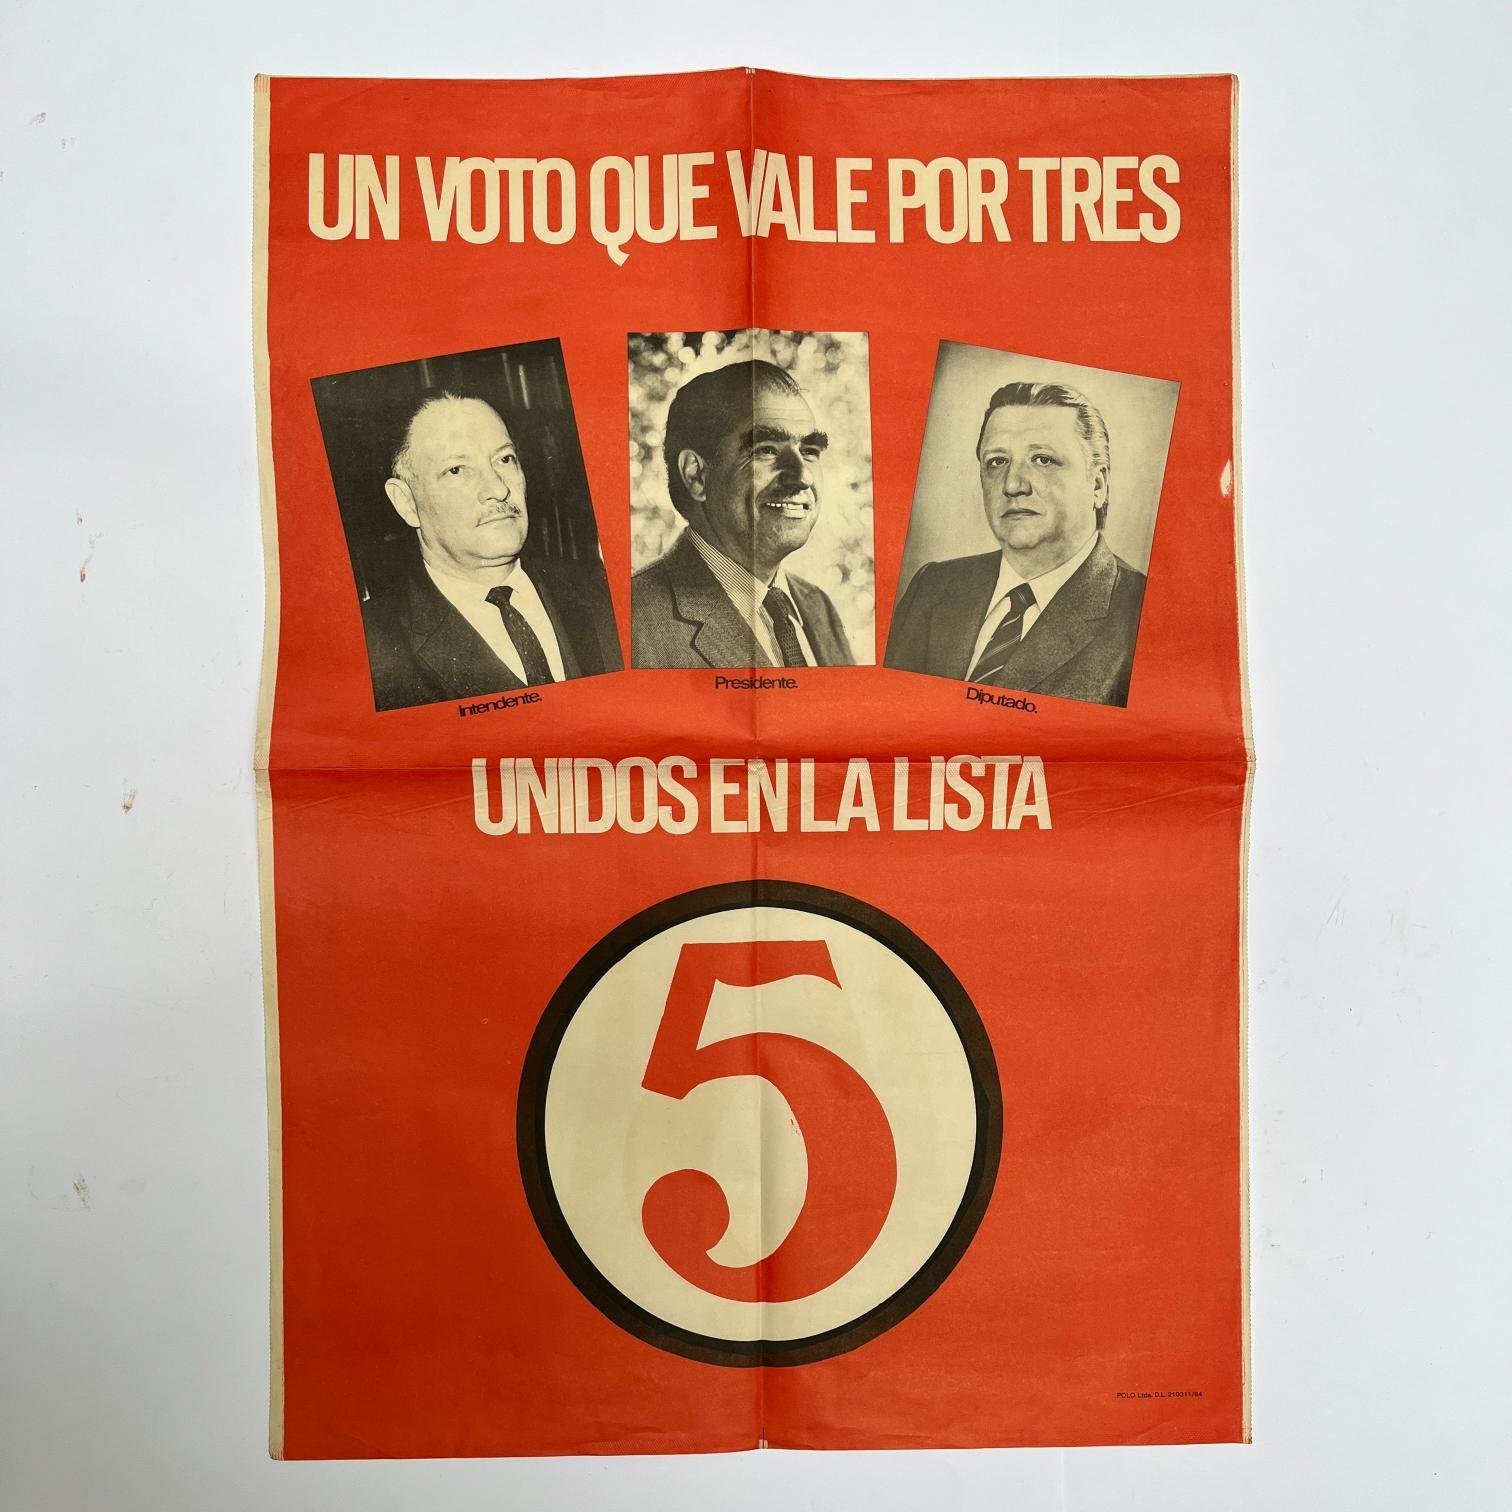 UN VOTO QUE VALE POR TRES
Intendente.
Presidente.
Diputado.
UNIDOS EN LA LISTA
5
POLO Ltda. D.L. 210311/84